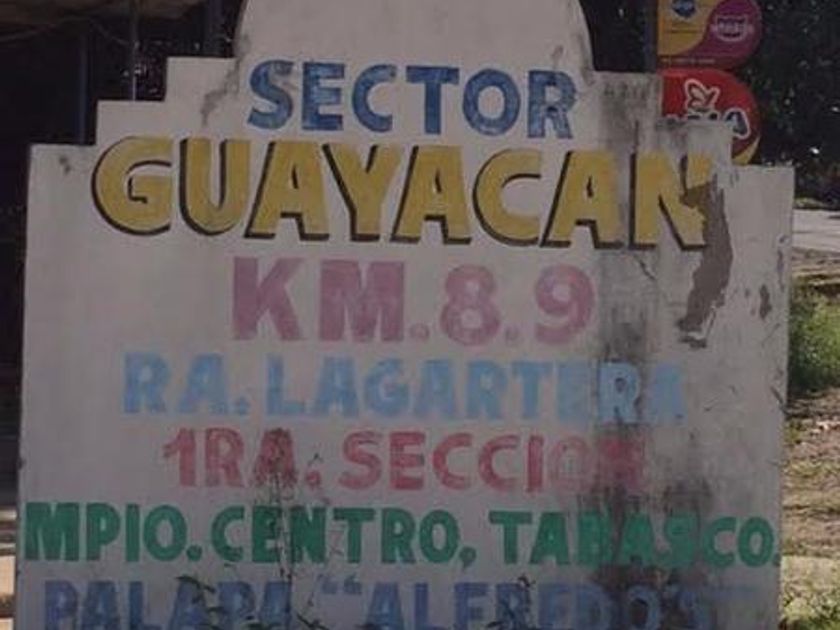 SECTOR
GUAYACAN
KM.8.9
RA. LAGARTERA
1RA. SECCION
MPIO. CENTRO, TABASCO.
PALAPA "ALFREDO'S"